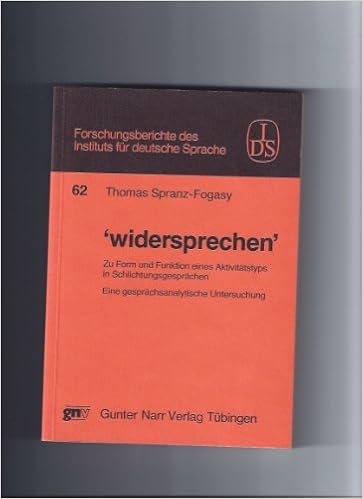 Forschungsberichte des
Instituts für deutsche Sprache
IDS
62 Thomas Spranz-Fogasy
‘widersprechen’
Zu Form und Funktion eines Aktivitätstyps
in Schlichtungsgesprächen
Eine gesprächsanalytische Untersuchung
gnv Gunter Narr Verlag Tübingen